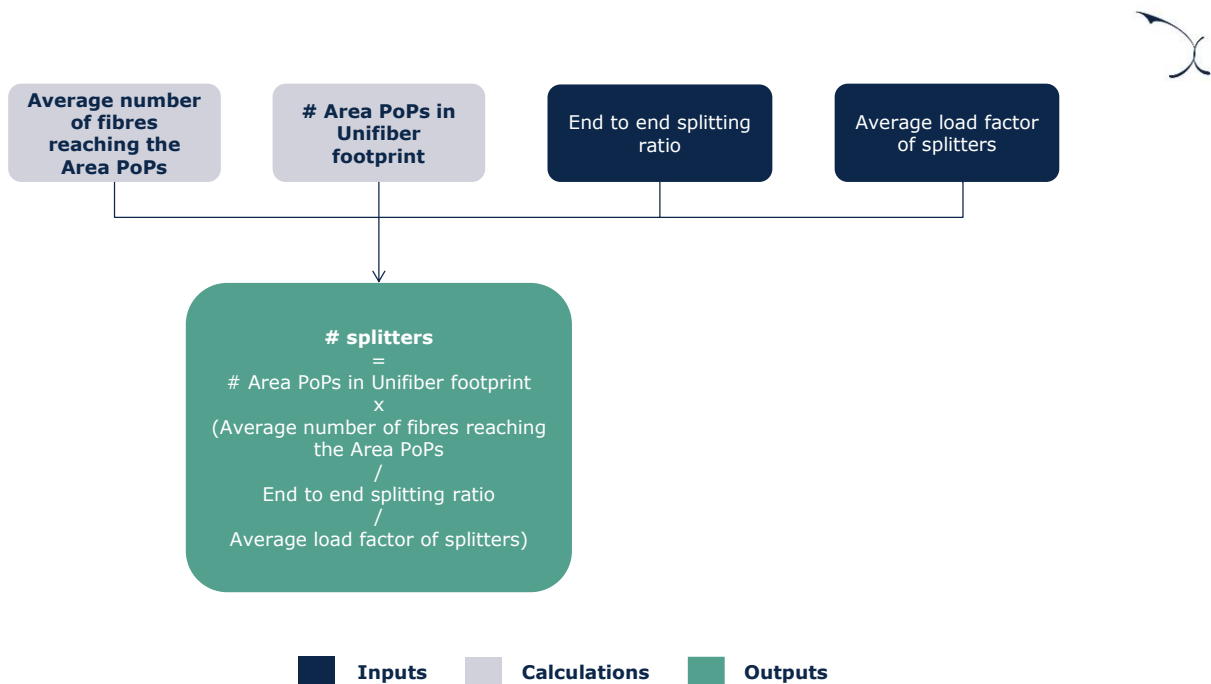 Average number
of fibres
reaching the
Area PoPs
# Area PoPs in
Unifiber
footprint
End to end splitting
ratio
Average load factor
of splitters
# splitters
=
# Area PoPs in Unifiber footprint
x
(Average number of fibres reaching
the Area PoPs
/
End to end splitting ratio
/
Average load factor of splitters)
Inputs
Calculations
Outputs